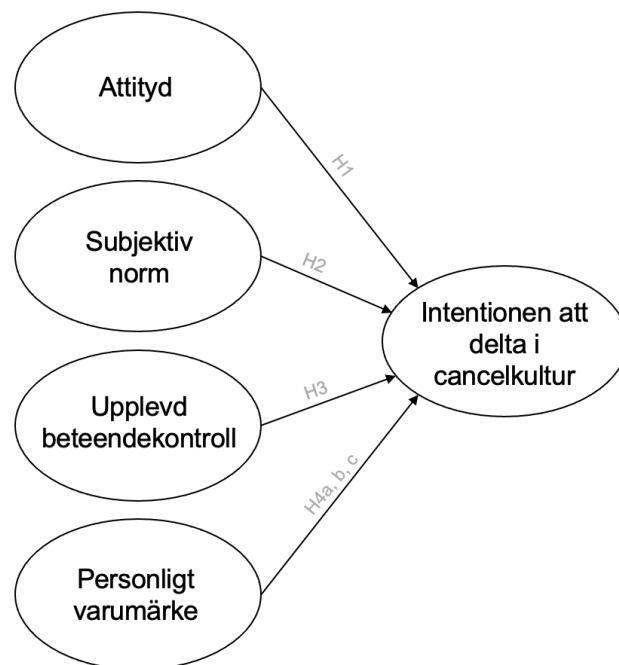 Attityd
H1
Subjektiv
norm
H2
Intentionen att
delta i
cancelkultur
Upplevd
beteendekontroll
H3
H4a, b, c
Personligt
varumärke